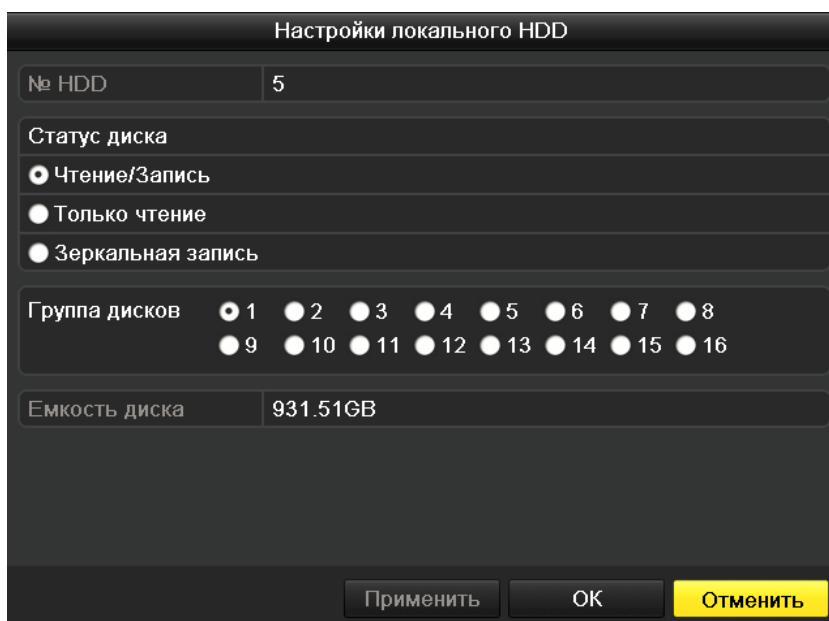 Настройки локального HDD
№ HDD 5
Статус диска
Чтение/Запись
Только чтение
Зеркальная запись
Группа дисков 1 2 3 4 5 6 7 8
9 10 11 12 13 14 15 16
Емкость диска 931.51GB
Применить OK Отменить